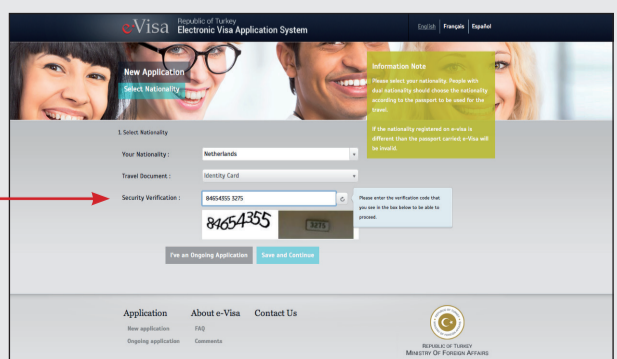 e-Visa Republic of Turkey
Electronic Visa Application System
English Français Español
New Application
Select Nationality
Information Note
Please select your nationality. People with
dual nationality should choose the nationality
according to the passport to be used for the
travel.
If the nationality registered on e-visa is
different than the passport carried; e-Visa will
be invalid.
1. Select Nationality
Your Nationality : Netherlands
Travel Document : Identity Card
Security Verification : 84654355 3275
Please enter the verification code that
you see in the box below to be able to
proceed.
84654355 3275
I've an Ongoing Application Save and Continue
Application About e-Visa Contact Us
New application FAQ
Ongoing application Comments
REPUBLIC OF TURKEY
MINISTRY OF FOREIGN AFFAIRS